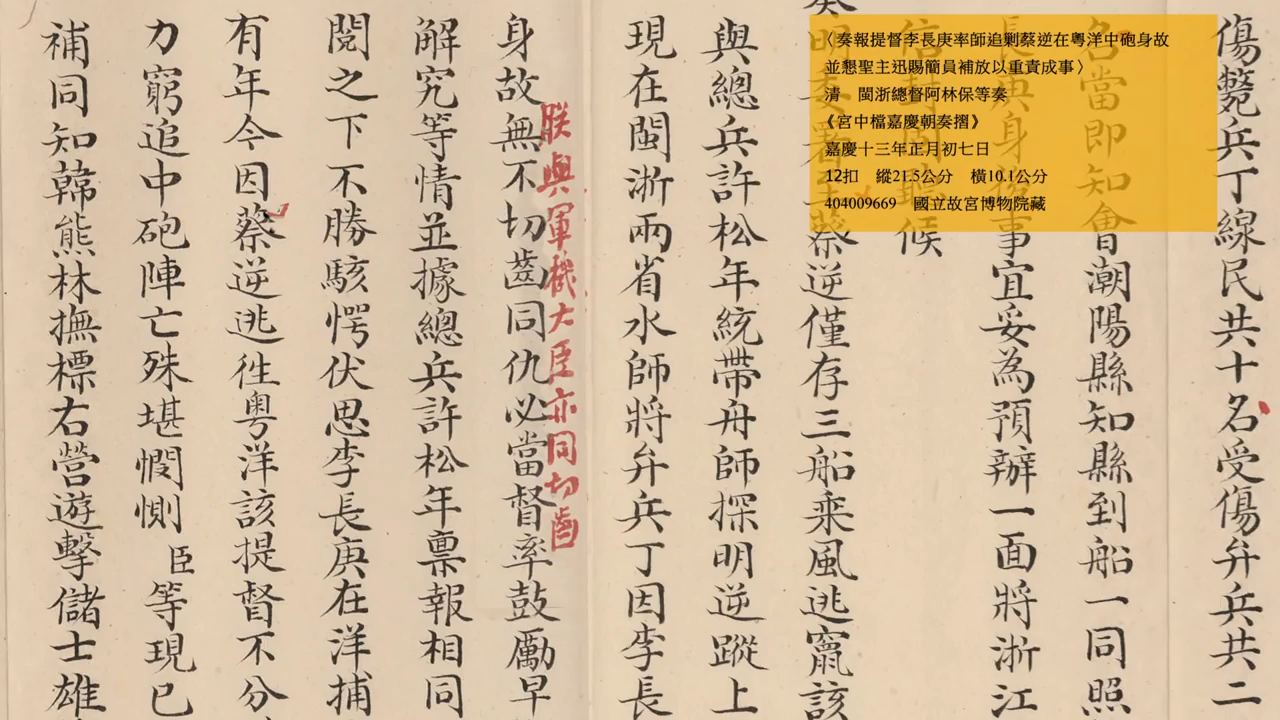 〈奏報提督李長庚率師追剿蔡逆在粵洋中砲身故
並懇聖主迅賜簡員補放以重責成事〉
清　閩浙總督阿林保等奏
《宮中檔嘉慶朝奏摺》
嘉慶十三年正月初七日
12扣　縱21.5公分　橫10.1公分
404009669　國立故宮博物院藏
傷斃兵丁線民共十名受傷弁兵共二
名當即知會潮陽縣知縣到船一同照
長庚身後事宜妥為預辦一面將浙江
信封固聽候
奏明委署至蔡逆僅存三船乘風逃竄該
與總兵許松年統帶舟師探明逆蹤上
現在閩浙兩省水師將弁兵丁因李長
朕與軍機大臣亦同切齒
身故無不切齒同仇必當督率鼓勵早
解究等情並據總兵許松年稟報相同
閱之下不勝駭愕伏思李長庚在洋捕
有年今因蔡逆逃往粵洋該提督不分
力窮追中砲陣亡殊堪憫惻臣等現已
補同知韓熊林撫標右營遊擊儲士雄